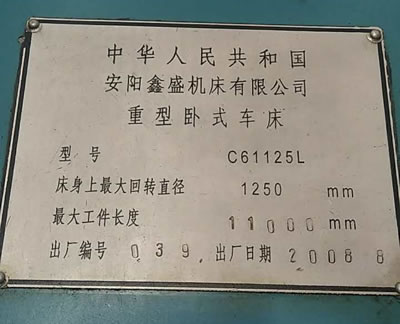 中华人民共和国
安阳鑫盛机床有限公司
重型卧式车床
型号 C61125L
床身上最大回转直径 1250 mm
最大工件长度 11000 mm
出厂编号 039. 出厂日期 2008 8